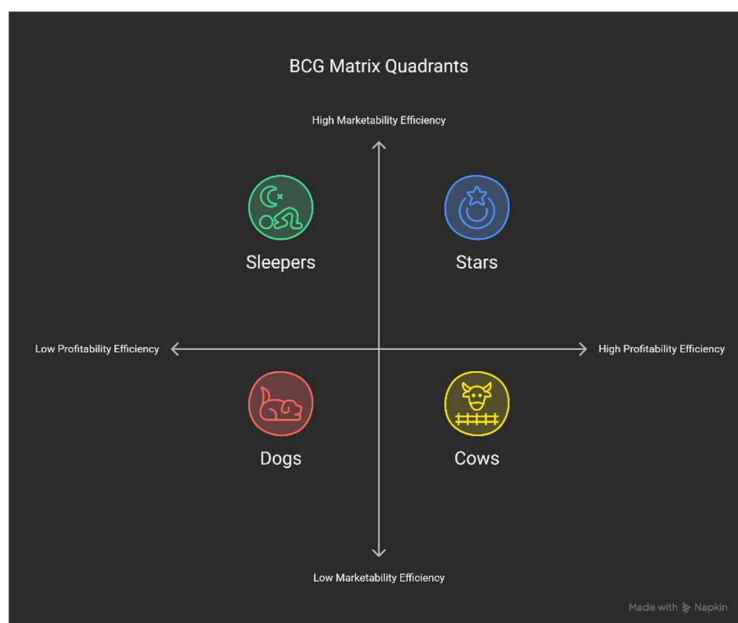 BCG Matrix Quadrants
High Marketability Efficiency
Sleepers
Stars
Low Profitability Efficiency
High Profitability Efficiency
Dogs
Cows
Low Marketability Efficiency
Made with Napkin